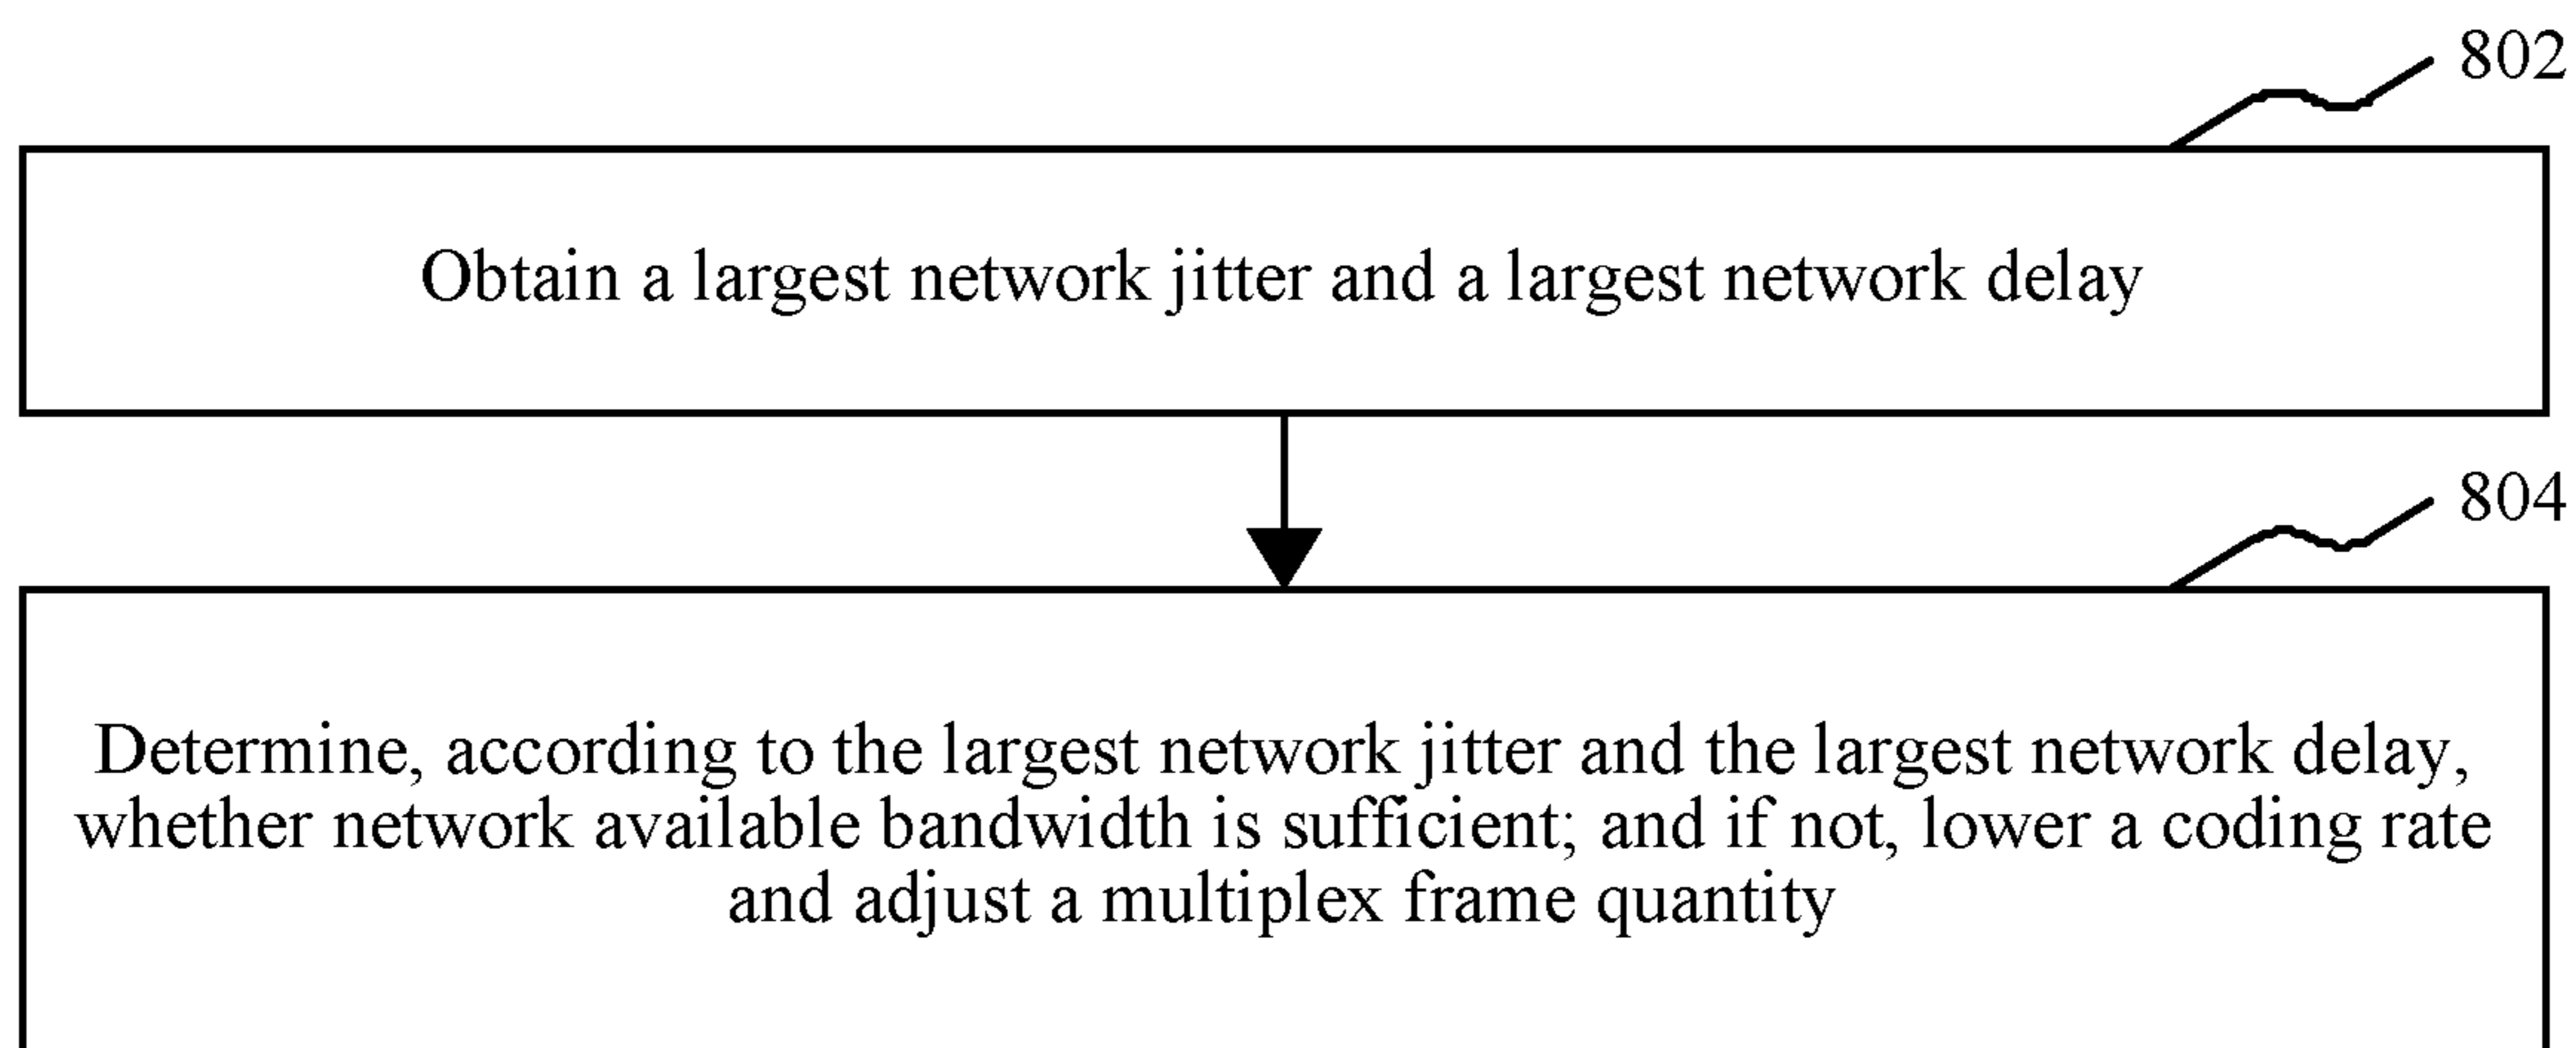 802
Obtain a largest network jitter and a largest network delay
804
Determine, according to the largest network jitter and the largest network delay,
whether network available bandwidth is sufficient; and if not, lower a coding rate
and adjust a multiplex frame quantity